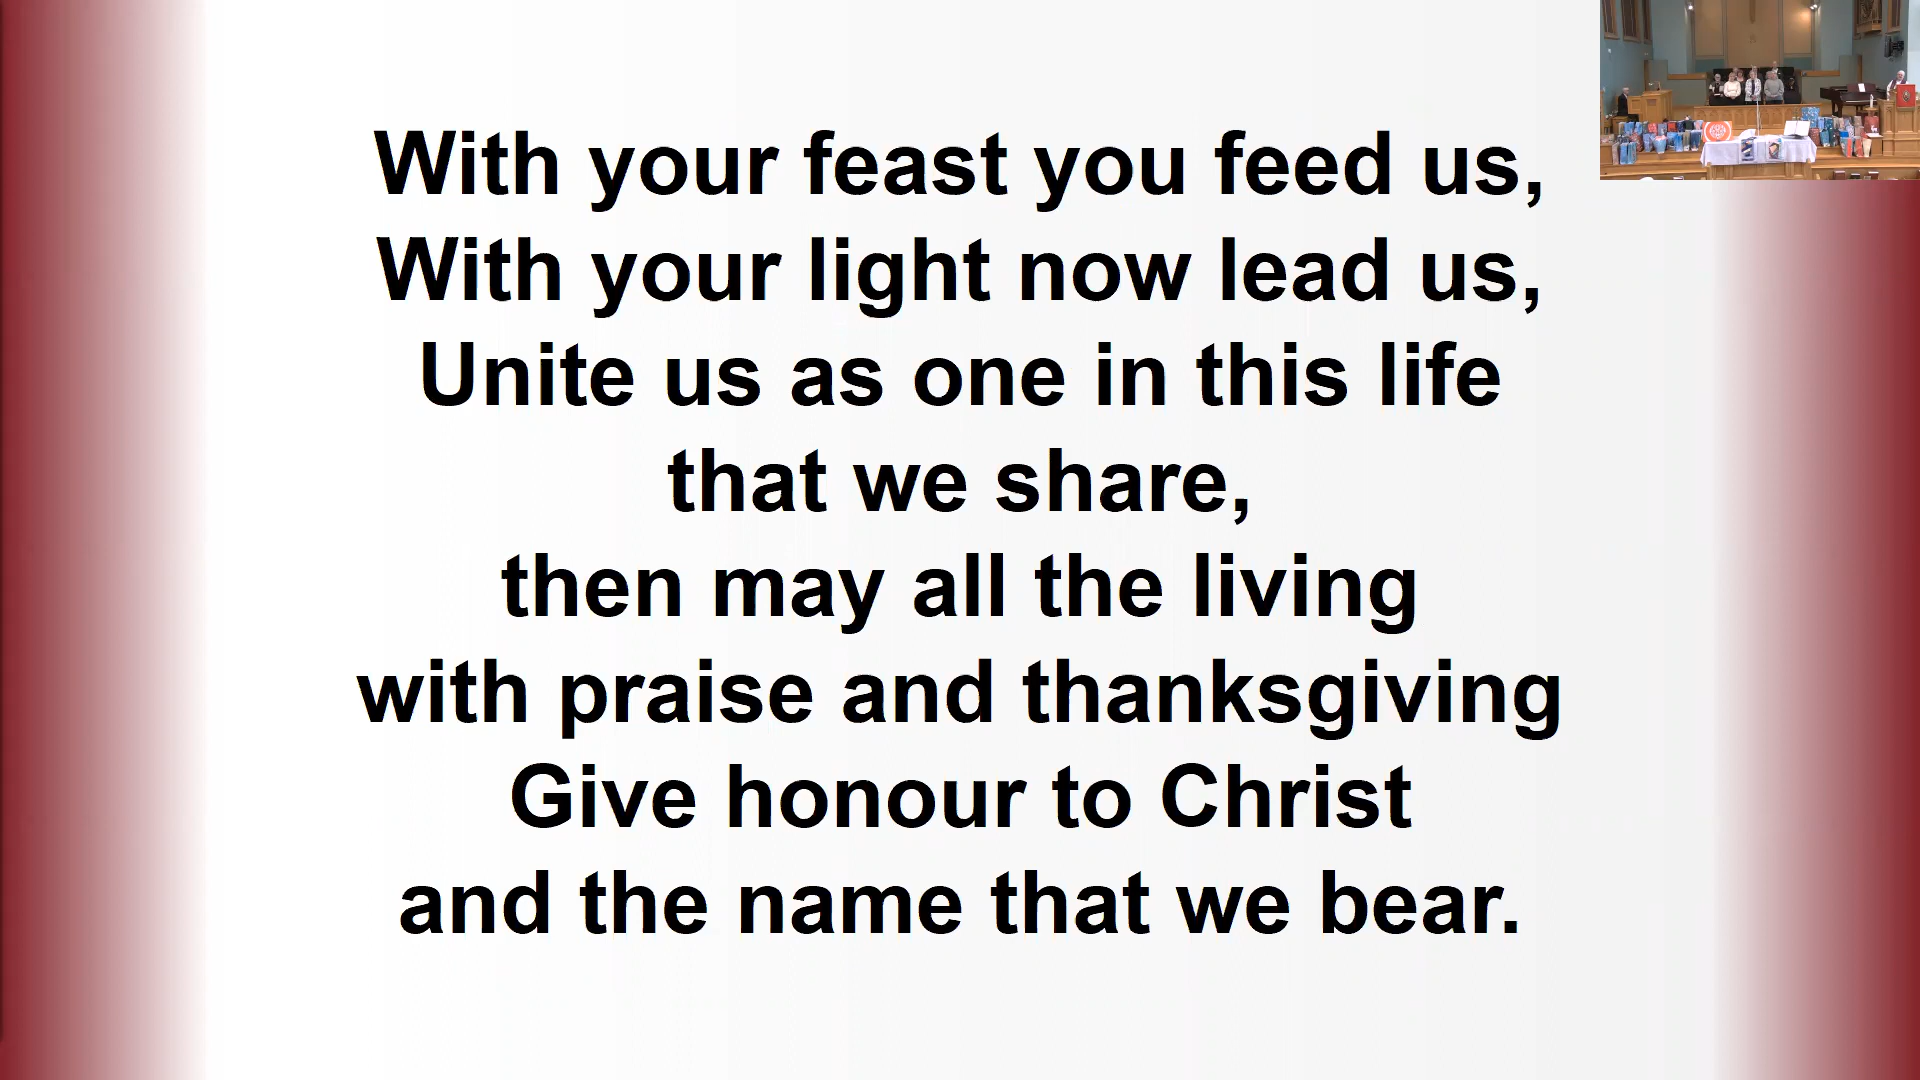 With your feast you feed us,
With your light now lead us,
Unite us as one in this life
that we share,
then may all the living
with praise and thanksgiving
Give honour to Christ
and the name that we bear.